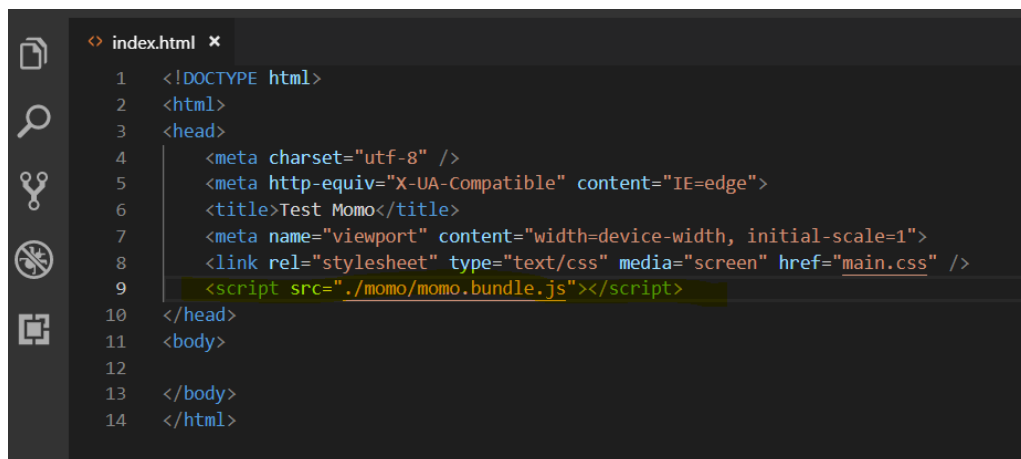 index.html ×
1 <!DOCTYPE html>
2 <html>
3 <head>
4     <meta charset="utf-8" />
5     <meta http-equiv="X-UA-Compatible" content="IE=edge">
6     <title>Test Momo</title>
7     <meta name="viewport" content="width=device-width, initial-scale=1">
8     <link rel="stylesheet" type="text/css" media="screen" href="main.css" />
9     <script src="./momo/momo.bundle.js"></script>
10 </head>
11 <body>
12
13 </body>
14 </html>